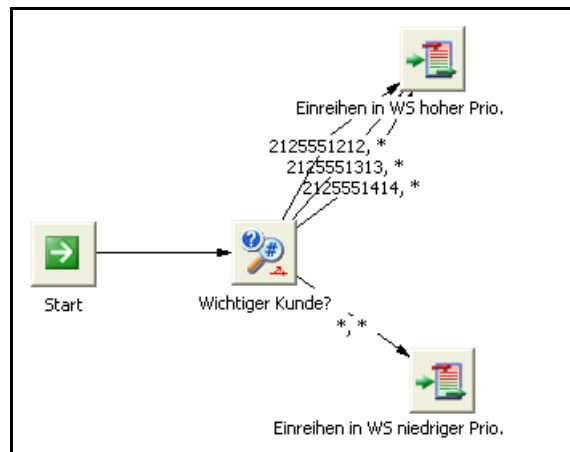 Einreihen in WS hoher Prio.
2125551212, *
2125551313, *
2125551414, *
Start
Wichtiger Kunde?
*, *
Einreihen in WS niedriger Prio.